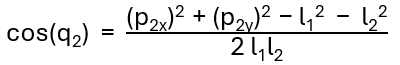 cos(q₂) = ((p₂ₓ)² + (p₂ᵧ)² − l₁² − l₂²) / (2 l₁l₂)